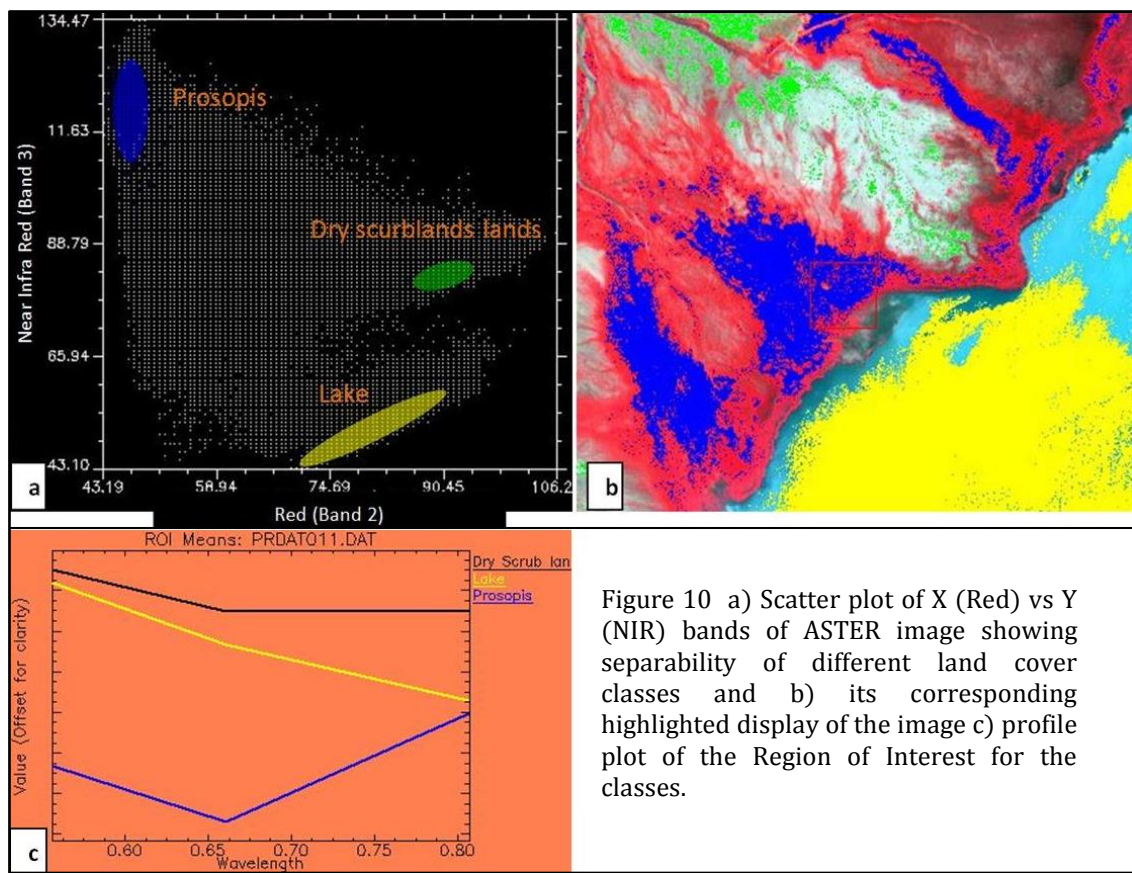 134.47
Prosopis
11.63
Near Infra Red (Band 3)
Dry scurblands lands
88.79
65.94
Lake
43.10
a
43.19 58.94 74.69 90.45 106.2
Red (Band 2)
b
ROI Means: PRDAT011.DAT
Dry Scrub lan
Lake
Prosopis
Value (Offset for clarity)
0.60 0.65 0.70 0.75 0.80
Wavelength
c
Figure 10 a) Scatter plot of X (Red) vs Y
(NIR) bands of ASTER image showing
separability of different land cover
classes and b) its corresponding
highlighted display of the image c) profile
plot of the Region of Interest for the
classes.